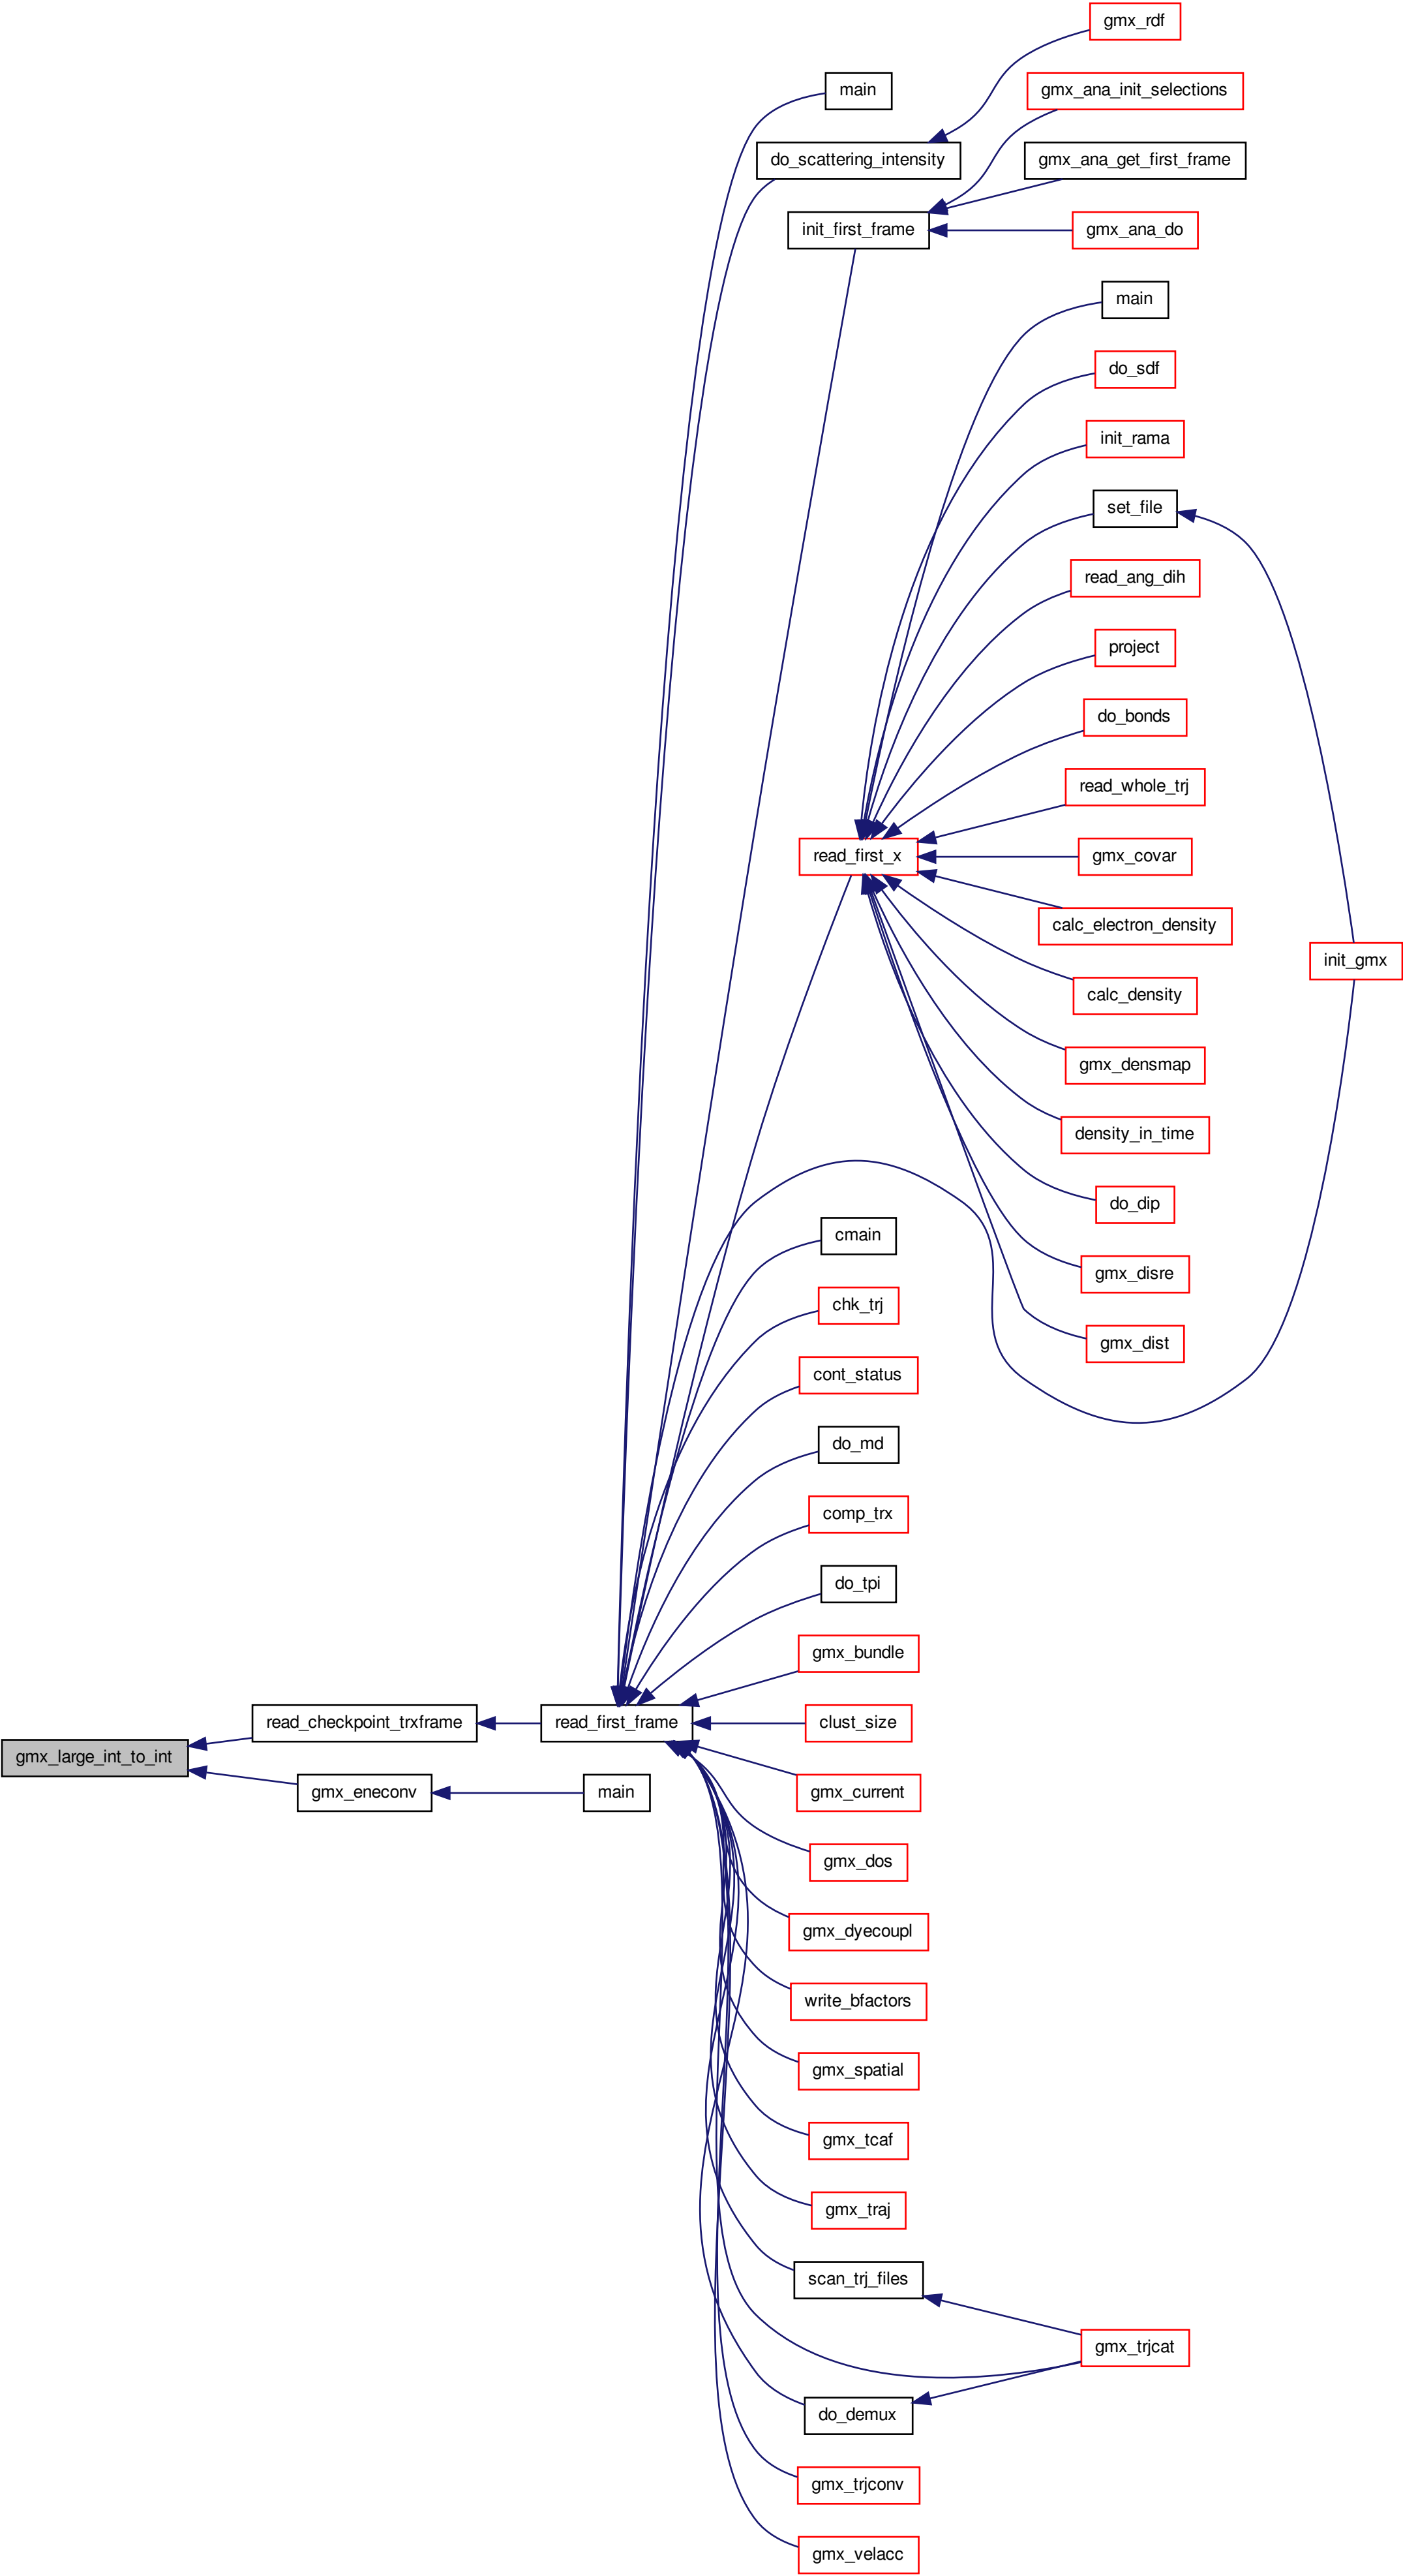 gmx_rdf
main
gmx_ana_init_selections
do_scattering_intensity
gmx_ana_get_first_frame
init_first_frame
gmx_ana_do
main
do_sdf
init_rama
set_file
read_ang_dih
project
do_bonds
read_whole_trj
read_first_x
gmx_covar
calc_electron_density
init_gmx
calc_density
gmx_densmap
density_in_time
do_dip
cmain
gmx_disre
chk_trj
gmx_dist
cont_status
do_md
comp_trx
do_tpi
gmx_bundle
read_checkpoint_trxframe
read_first_frame
clust_size
gmx_large_int_to_int
gmx_eneconv
main
gmx_current
gmx_dos
gmx_dyecoupl
write_bfactors
gmx_spatial
gmx_tcaf
gmx_traj
scan_trj_files
gmx_trjcat
do_demux
gmx_trjconv
gmx_velacc